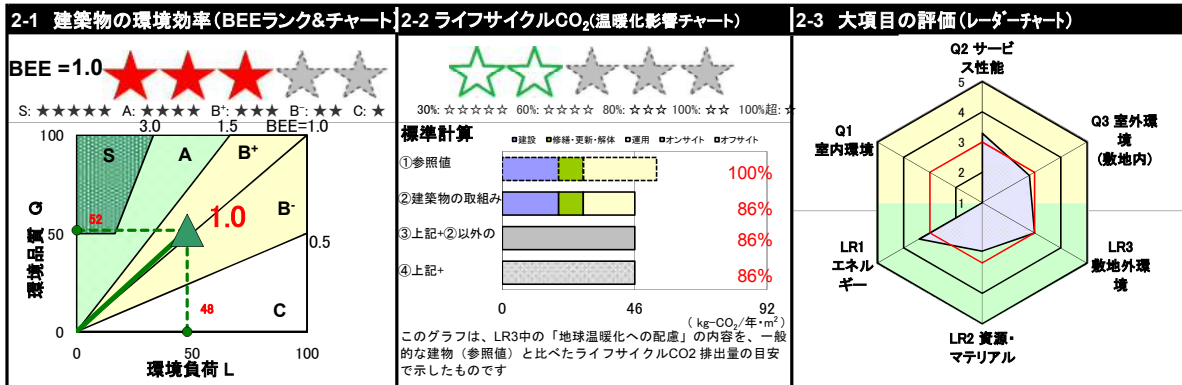 2-1 建築物の環境効率(BEEランク&チャート)
BEE =1.0
S: ★★★★★ A: ★★★★ B⁺: ★★★ B⁻: ★★ C: ★
3.0 1.5 BEE=1.0
100
S A B⁺
環境品質 Q
52 1.0
50
B⁻
0.5
48
C
0
0 50 100
環境負荷 L
2-2 ライフサイクルCO₂(温暖化影響チャート)
30%: ☆☆☆☆☆ 60%: ☆☆☆☆ 80%: ☆☆☆ 100%: ☆☆ 100%超: ☆
標準計算
建設 修繕・更新・解体 運用 オンサイト オフサイト
①参照値 100%
②建築物の取組み 86%
③上記+②以外の 86%
④上記+ 86%
0 46 92
( kg-CO₂/年・m² )
このグラフは、LR3中の「地球温暖化への配慮」の内容を、一般
的な建物(参照値)と比べたライフサイクルCO2 排出量の目安
で示したものです
2-3 大項目の評価(レーダーチャート)
Q2 サービ
ス性能
5
4
3
2
1
Q1
室内環境
Q3 室外環
境
(敷地内)
LR1
エネル
ギー
LR3
敷地外環
境
LR2 資源・
マテリアル